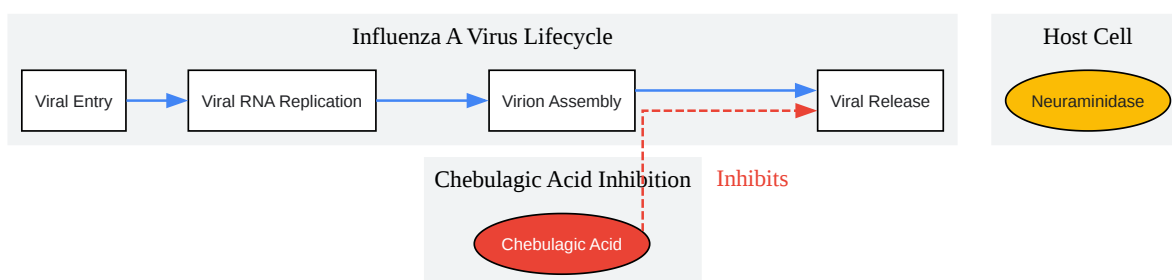 Influenza A Virus Lifecycle
Host Cell
Viral Entry
Viral RNA Replication
Virion Assembly
Viral Release
Neuraminidase
Chebulagic Acid Inhibition
Inhibits
Chebulagic Acid